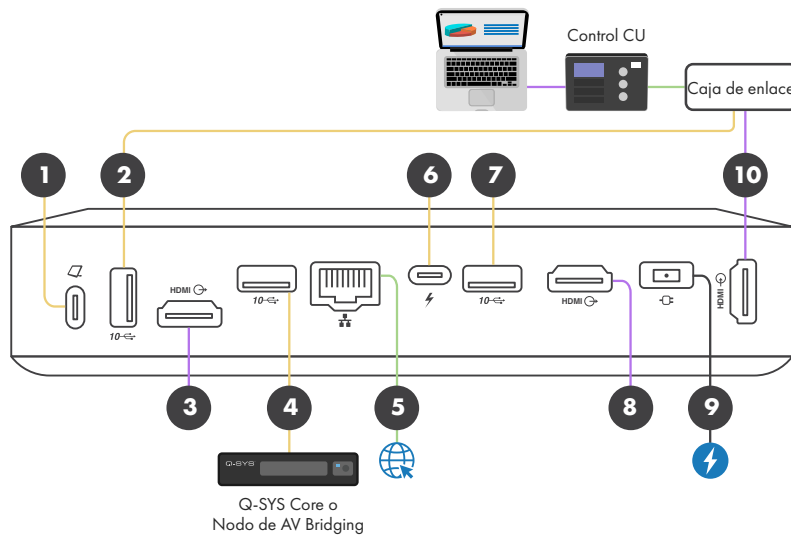 Control CU
Caja de enlace
1
2
6
7
10
HDMI
10
10
10
HDMI
HDMI
3
4
5
8
9
Q-SYS
Q-SYS Core o
Nodo de AV Bridging